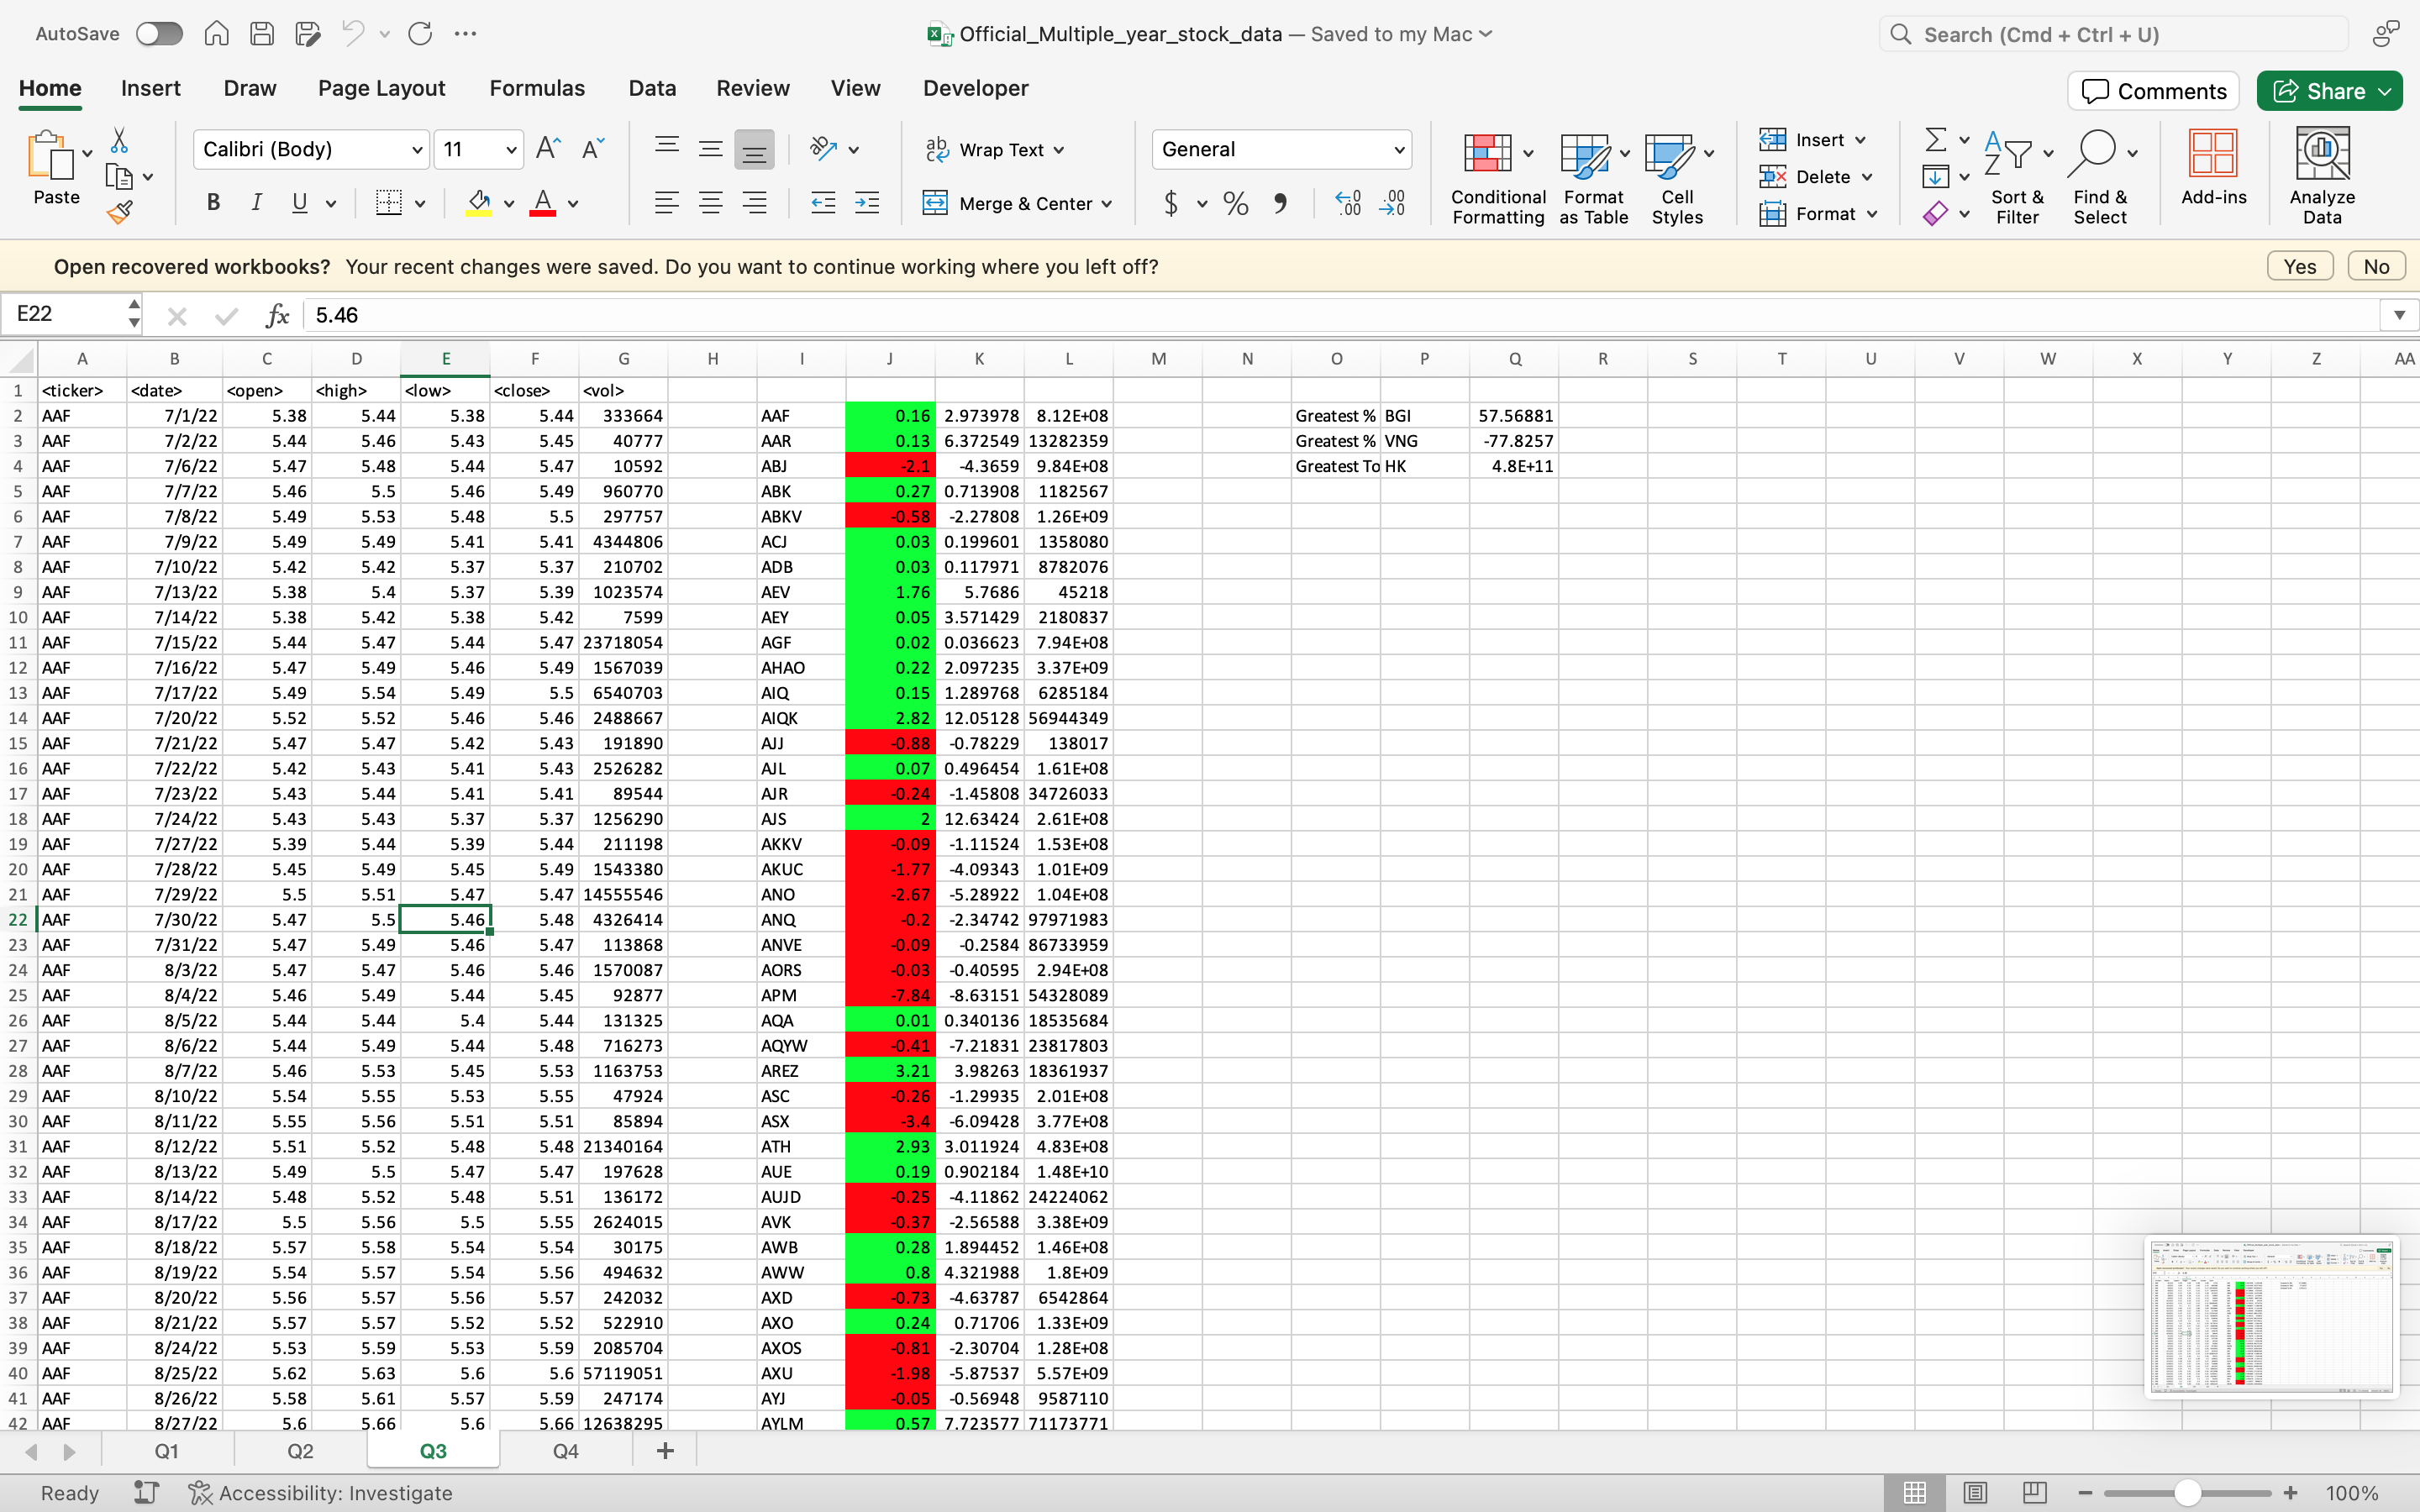 AutoSave Official_Multiple_year_stock_data — Saved to my Mac Search (Cmd + Ctrl + U)
Home Insert Draw Page Layout Formulas Data Review View Developer Comments Share
Paste Calibri (Body) 11 A A Wrap Text General Insert
B I U A Merge & Center $ % Delete
Conditional Formatting Format as Table Cell Styles Format Sort & Filter Find & Select Add-ins Analyze Data
Open recovered workbooks? Your recent changes were saved. Do you want to continue working where you left off? Yes No
E22 fx 5.46
A B C D E F G H I J K L M N O P Q R S T U V W X Y Z AA
1 <ticker> <date> <open> <high> <low> <close> <vol>
2 AAF 7/1/22 5.38 5.44 5.38 5.44 333664 AAF 0.16 2.973978 8.12E+08 Greatest % BGI 57.56881
3 AAF 7/2/22 5.44 5.46 5.43 5.45 40777 AAR 0.13 6.372549 13282359 Greatest % VNG -77.8257
4 AAF 7/6/22 5.47 5.48 5.44 5.47 10592 ABJ -2.1 -4.3659 9.84E+08 Greatest To HK 4.8E+11
5 AAF 7/7/22 5.46 5.5 5.46 5.49 960770 ABK 0.27 0.713908 1182567
6 AAF 7/8/22 5.49 5.53 5.48 5.5 297757 ABKV -0.58 -2.27808 1.26E+09
7 AAF 7/9/22 5.49 5.49 5.41 5.41 4344806 ACJ 0.03 0.199601 1358080
8 AAF 7/10/22 5.42 5.42 5.37 5.37 210702 ADB 0.03 0.117971 8782076
9 AAF 7/13/22 5.38 5.4 5.37 5.39 1023574 AEV 1.76 5.7686 45218
10 AAF 7/14/22 5.38 5.42 5.38 5.42 7599 AEY 0.05 3.571429 2180837
11 AAF 7/15/22 5.44 5.47 5.44 5.47 23718054 AGF 0.02 0.036623 7.94E+08
12 AAF 7/16/22 5.47 5.49 5.46 5.49 1567039 AHAO 0.22 2.097235 3.37E+09
13 AAF 7/17/22 5.49 5.54 5.49 5.5 6540703 AIQ 0.15 1.289768 6285184
14 AAF 7/20/22 5.52 5.52 5.46 5.46 2488667 AIQK 2.82 12.05128 56944349
15 AAF 7/21/22 5.47 5.47 5.42 5.43 191890 AJJ -0.88 -0.78229 138017
16 AAF 7/22/22 5.42 5.43 5.41 5.43 2526282 AJL 0.07 0.496454 1.61E+08
17 AAF 7/23/22 5.43 5.44 5.41 5.41 89544 AJR -0.24 -1.45808 34726033
18 AAF 7/24/22 5.43 5.43 5.37 5.37 1256290 AJS 2 12.63424 2.61E+08
19 AAF 7/27/22 5.39 5.44 5.39 5.44 211198 AKKV -0.09 -1.11524 1.53E+08
20 AAF 7/28/22 5.45 5.49 5.45 5.49 1543380 AKUC -1.77 -4.09343 1.01E+09
21 AAF 7/29/22 5.5 5.51 5.47 5.47 14555546 ANO -2.67 -5.28922 1.04E+08
22 AAF 7/30/22 5.47 5.5 5.46 5.48 4326414 ANQ -0.2 -2.34742 97971983
23 AAF 7/31/22 5.47 5.49 5.46 5.47 113868 ANVE -0.09 -0.2584 86733959
24 AAF 8/3/22 5.47 5.47 5.46 5.46 1570087 AORS -0.03 -0.40595 2.94E+08
25 AAF 8/4/22 5.46 5.49 5.44 5.45 92877 APM -7.84 -8.63151 54328089
26 AAF 8/5/22 5.44 5.44 5.4 5.44 131325 AQA 0.01 0.340136 18535684
27 AAF 8/6/22 5.44 5.49 5.44 5.48 716273 AQYW -0.41 -7.21831 23817803
28 AAF 8/7/22 5.46 5.53 5.45 5.53 1163753 AREZ 3.21 3.98263 18361937
29 AAF 8/10/22 5.54 5.55 5.53 5.55 47924 ASC -0.26 -1.29935 2.01E+08
30 AAF 8/11/22 5.55 5.56 5.51 5.51 85894 ASX -3.4 -6.09428 3.77E+08
31 AAF 8/12/22 5.51 5.52 5.48 5.48 21340164 ATH 2.93 3.011924 4.83E+08
32 AAF 8/13/22 5.49 5.5 5.47 5.47 197628 AUE 0.19 0.902184 1.48E+10
33 AAF 8/14/22 5.48 5.52 5.48 5.51 136172 AUJD -0.25 -4.11862 24224062
34 AAF 8/17/22 5.5 5.56 5.5 5.55 2624015 AVK -0.37 -2.56588 3.38E+09
35 AAF 8/18/22 5.57 5.58 5.54 5.54 30175 AWB 0.28 1.894452 1.46E+08
36 AAF 8/19/22 5.54 5.57 5.54 5.56 494632 AWW 0.8 4.321988 1.8E+09
37 AAF 8/20/22 5.56 5.57 5.56 5.57 242032 AXD -0.73 -4.63787 6542864
38 AAF 8/21/22 5.57 5.57 5.52 5.52 522910 AXO 0.24 0.71706 1.33E+09
39 AAF 8/24/22 5.53 5.59 5.53 5.59 2085704 AXOS -0.81 -2.30704 1.28E+08
40 AAF 8/25/22 5.62 5.63 5.6 5.6 57119051 AXU -1.98 -5.87537 5.57E+09
41 AAF 8/26/22 5.58 5.61 5.57 5.59 247174 AYJ -0.05 -0.56948 9587110
42 AAF 8/27/22 5.6 5.66 5.6 5.66 12638295 AYLM 0.57 7.723577 71173771
Q1 Q2 Q3 Q4 +
Ready Accessibility: Investigate 100%